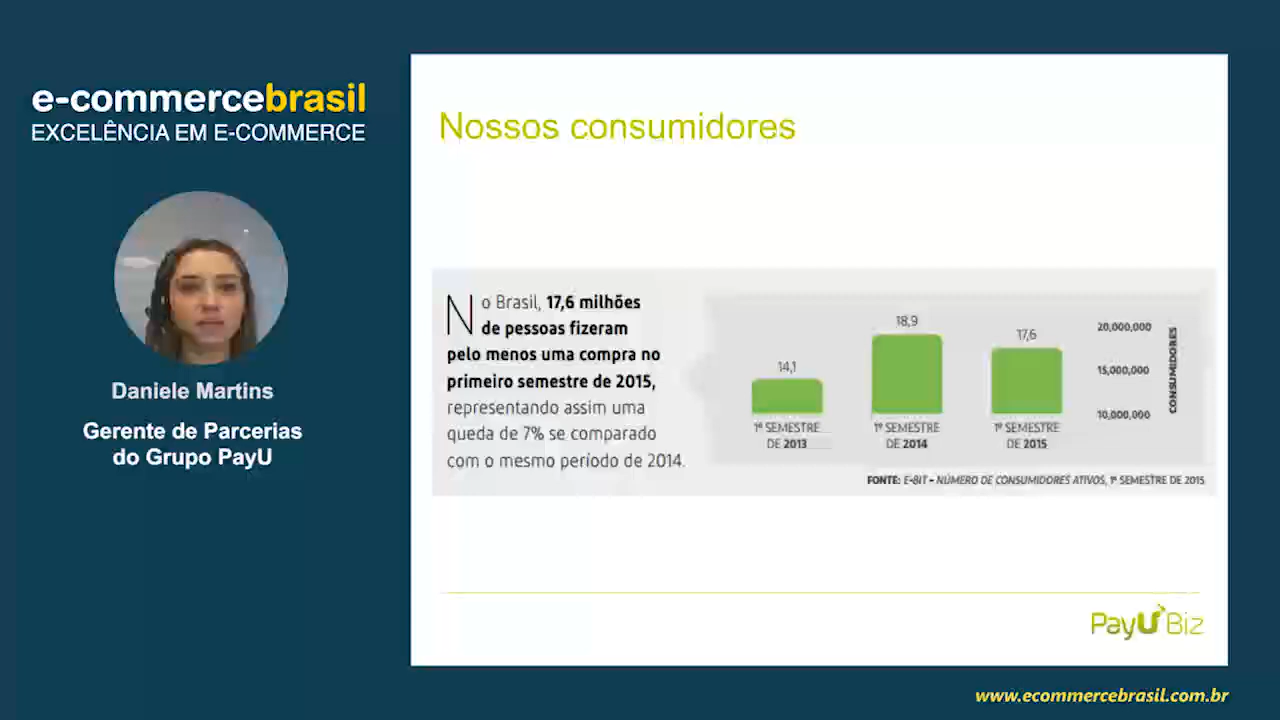 e-commercebrasil
EXCELÊNCIA EM E-COMMERCE
Daniele Martins
Gerente de Parcerias
do Grupo PayU
Nossos consumidores
No Brasil, 17,6 milhões
de pessoas fizeram
pelo menos uma compra no
primeiro semestre de 2015,
representando assim uma
queda de 7% se comparado
com o mesmo período de 2014.
14,1
18,9
17,6
1º SEMESTRE
DE 2013
1º SEMESTRE
DE 2014
1º SEMESTRE
DE 2015
20,000,000
15,000,000
10,000,000
CONSUMIDORES
FONTE: E-BIT - NÚMERO DE CONSUMIDORES ATIVOS, 1º SEMESTRE DE 2015
PayU Biz
www.ecommercebrasil.com.br